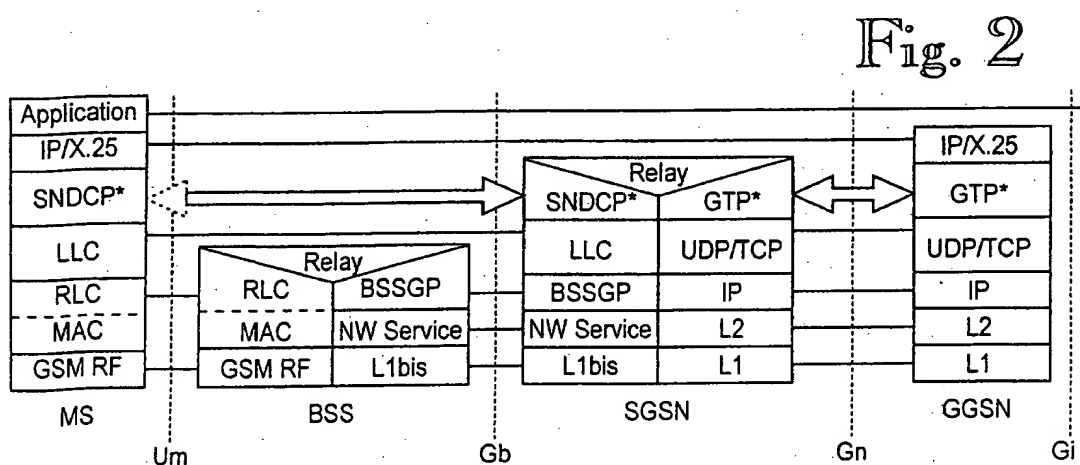 Fig. 2
Application
IP/X.25
IP/X.25
Relay
SNDCP*
SNDCP*
GTP*
GTP*
LLC
LLC
UDP/TCP
UDP/TCP
Relay
RLC
RLC
BSSGP
BSSGP
IP
IP
MAC
MAC
NW Service
NW Service
L2
L2
GSM RF
GSM RF
L1bis
L1bis
L1
L1
MS
BSS
SGSN
GGSN
Um
Gb
Gn
Gi